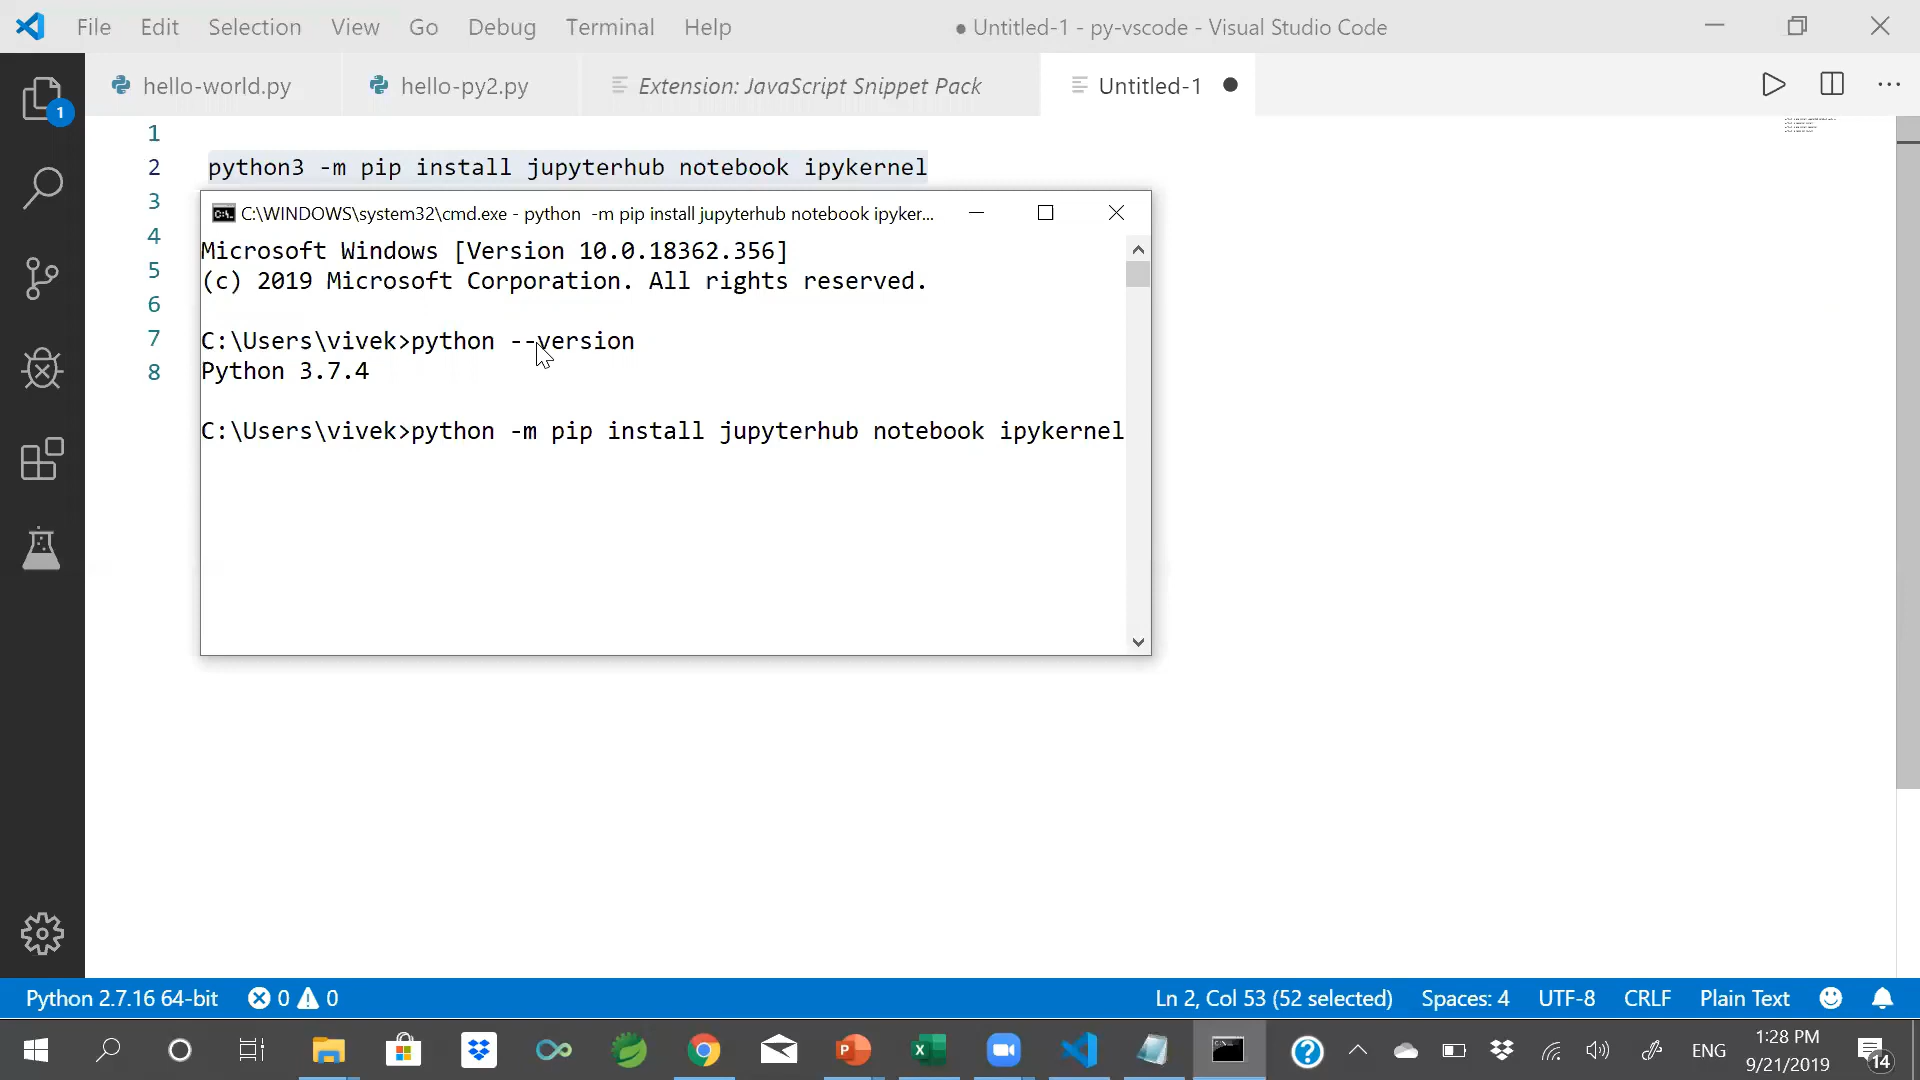 File Edit Selection View Go Debug Terminal Help ● Untitled-1 - py-vscode - Visual Studio Code
hello-world.py hello-py2.py Extension: JavaScript Snippet Pack Untitled-1
1
1
2 python3 -m pip install jupyterhub notebook ipykernel
3
4
5
6
7
8
C:\WINDOWS\system32\cmd.exe - python -m pip install jupyterhub notebook ipyker...
Microsoft Windows [Version 10.0.18362.356]
(c) 2019 Microsoft Corporation. All rights reserved.
C:\Users\vivek>python --version
Python 3.7.4
C:\Users\vivek>python -m pip install jupyterhub notebook ipykernel
Python 2.7.16 64-bit 0 0 Ln 2, Col 53 (52 selected) Spaces: 4 UTF-8 CRLF Plain Text
ENG 1:28 PM
9/21/2019 14